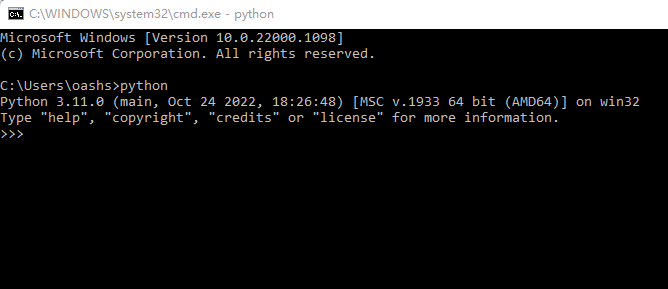 C:\WINDOWS\system32\cmd.exe - python
Microsoft Windows [Version 10.0.22000.1098]
(c) Microsoft Corporation. All rights reserved.
C:\Users\oashs>python
Python 3.11.0 (main, Oct 24 2022, 18:26:48) [MSC v.1933 64 bit (AMD64)] on win32
Type "help", "copyright", "credits" or "license" for more information.
>>>